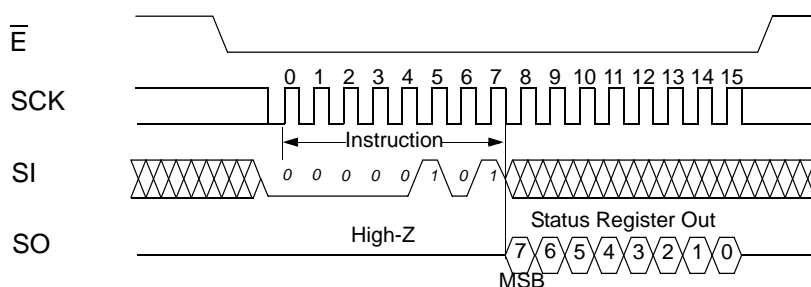 E
SCK
0 1 2 3 4 5 6 7 8 9 10 11 12 13 14 15
Instruction
SI
0 0 0 0 0 1 0 1
SO
High-Z
Status Register Out
7 6 5 4 3 2 1 0
MSB